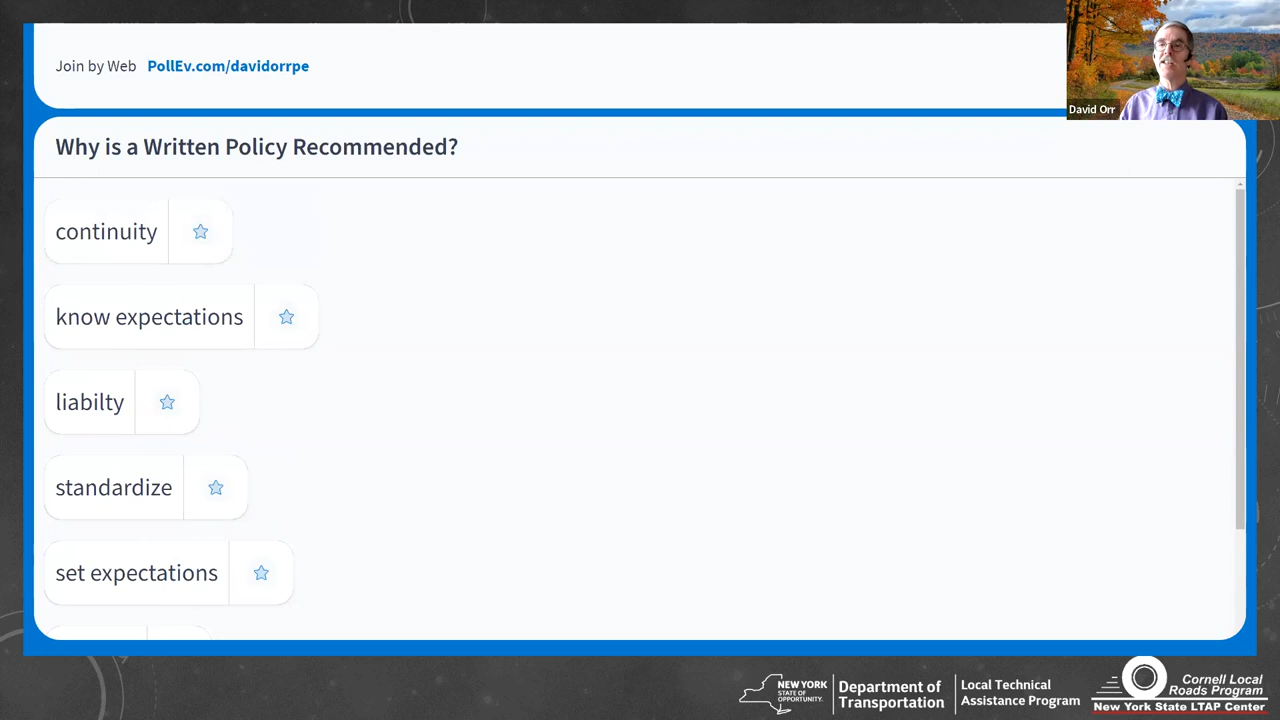 Join by Web PollEv.com/davidorrpe
David Orr
Why is a Written Policy Recommended?
continuity
know expectations
liabilty
standardize
set expectations
NEW YORK
STATE OF
OPPORTUNITY.
Department of
Transportation
Local Technical
Assistance Program
Cornell Local
Roads Program
New York State LTAP Center